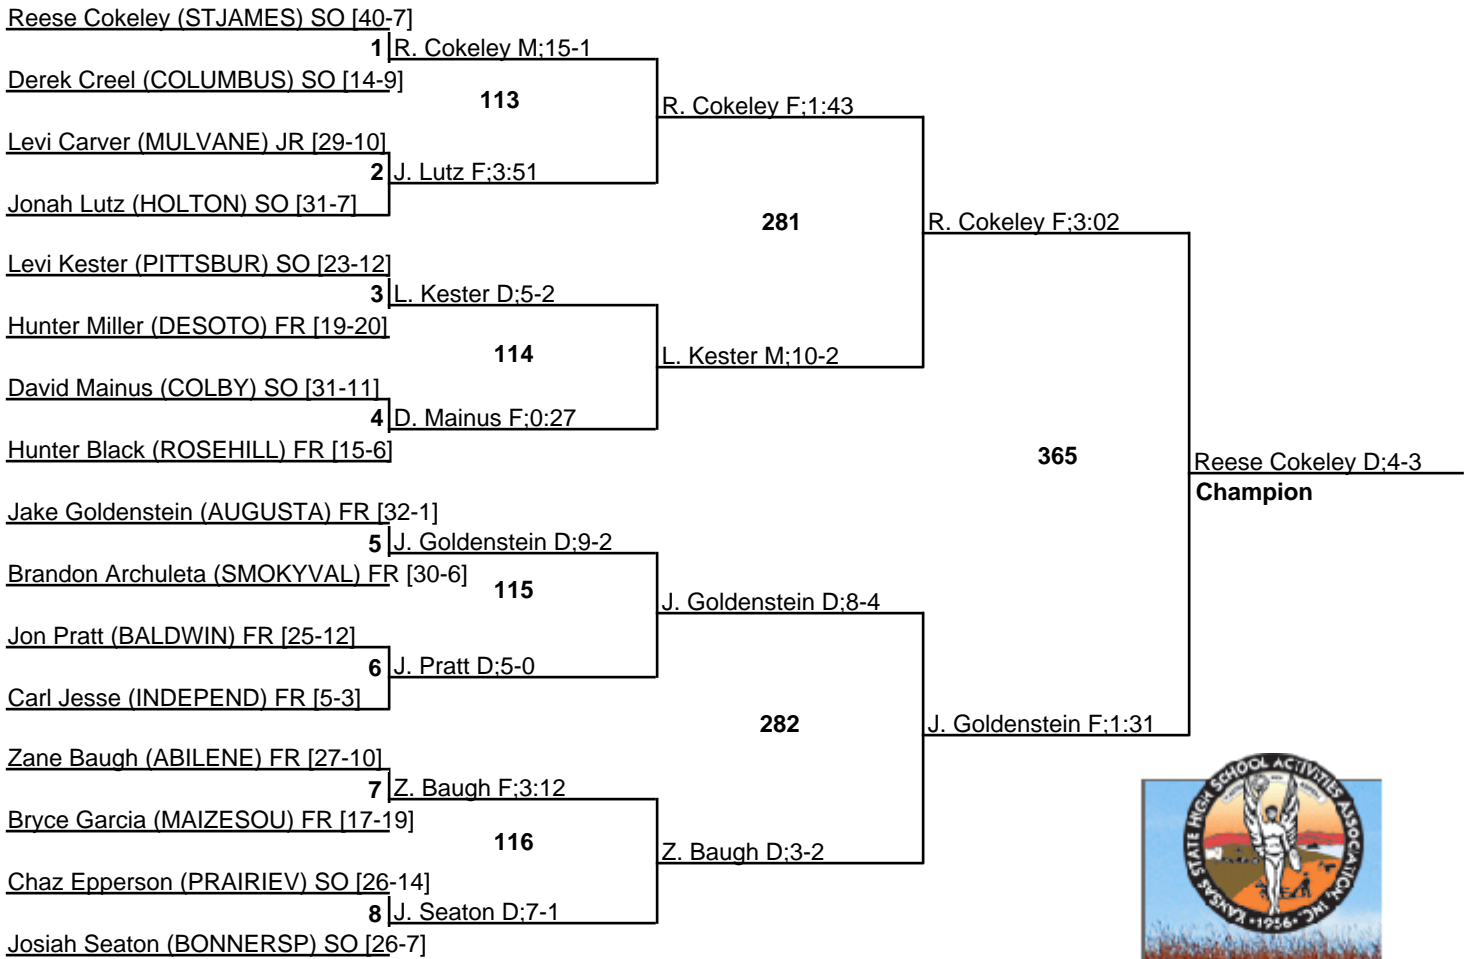 Reese Cokeley (STJAMES) SO [40-7]
1 R. Cokeley M;15-1
Derek Creel (COLUMBUS) SO [14-9]
113
R. Cokeley F;1:43
Levi Carver (MULVANE) JR [29-10]
2 J. Lutz F;3:51
Jonah Lutz (HOLTON) SO [31-7]
281
R. Cokeley F;3:02
Levi Kester (PITTSBUR) SO [23-12]
3 L. Kester D;5-2
Hunter Miller (DESOTO) FR [19-20]
114
L. Kester M;10-2
David Mainus (COLBY) SO [31-11]
4 D. Mainus F;0:27
Hunter Black (ROSEHILL) FR [15-6]
365
Reese Cokeley D;4-3
Champion
Jake Goldenstein (AUGUSTA) FR [32-1]
5 J. Goldenstein D;9-2
Brandon Archuleta (SMOKYVAL) FR [30-6]
115
J. Goldenstein D;8-4
Jon Pratt (BALDWIN) FR [25-12]
6 J. Pratt D;5-0
Carl Jesse (INDEPEND) FR [5-3]
282
J. Goldenstein F;1:31
Zane Baugh (ABILENE) FR [27-10]
7 Z. Baugh F;3:12
Bryce Garcia (MAIZESOU) FR [17-19]
116
Z. Baugh D;3-2
Chaz Epperson (PRAIRIEV) SO [26-14]
8 J. Seaton D;7-1
Josiah Seaton (BONNERSP) SO [26-7]
KANSAS STATE HIGH SCHOOL ACTIVITIES ASSOCIATION, INC.
•1956•